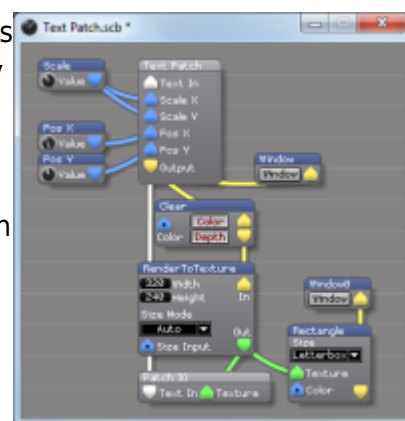 Text Patch.scb *
Scale
Value
Text Patch
Text In
Scale X
Scale Y
Pos X
Value
Pos X
Pos Y
Value
Pos Y
Output
Window
Window
Clear
Color
Color Depth
RenderToTexture
320 Width
240 Height
In
Size Mode
Auto
Out
Size Input
Window0
Window
Rectangle
Size
Letterbox
Texture
Color
Text In
Texture